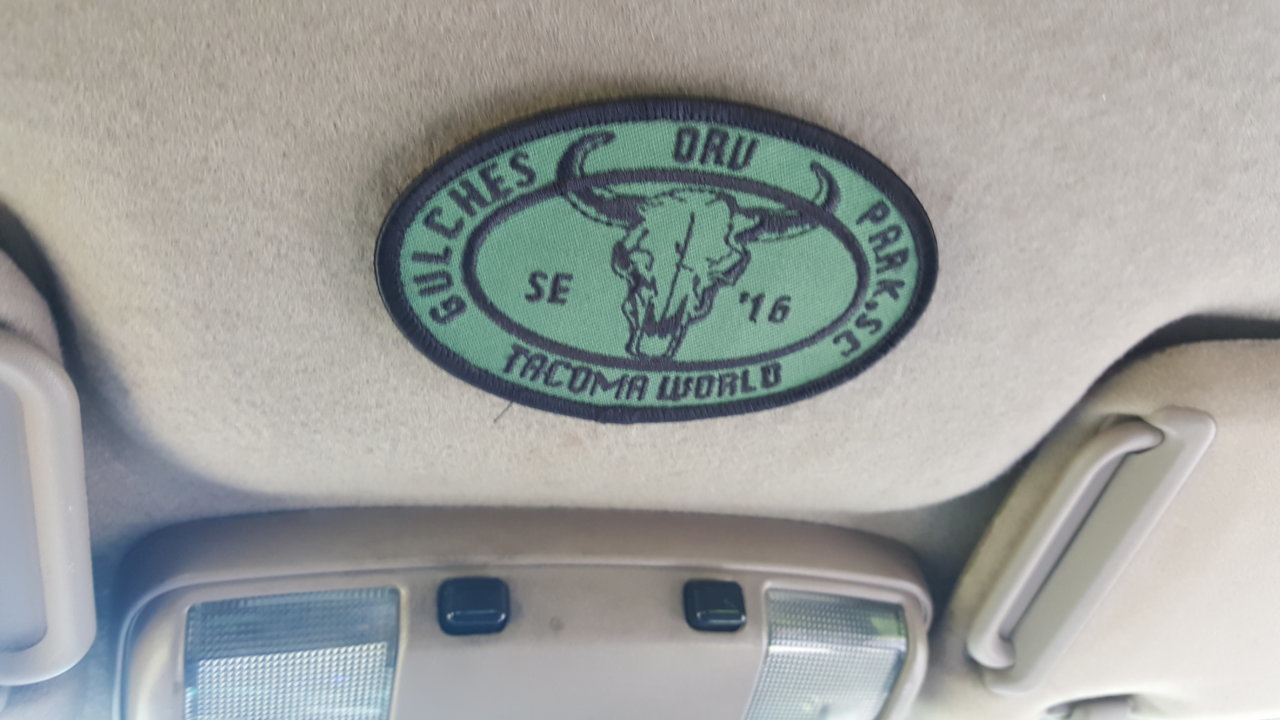 GULCHES ORV PARK, SC
SE '16
TACOMA WORLD